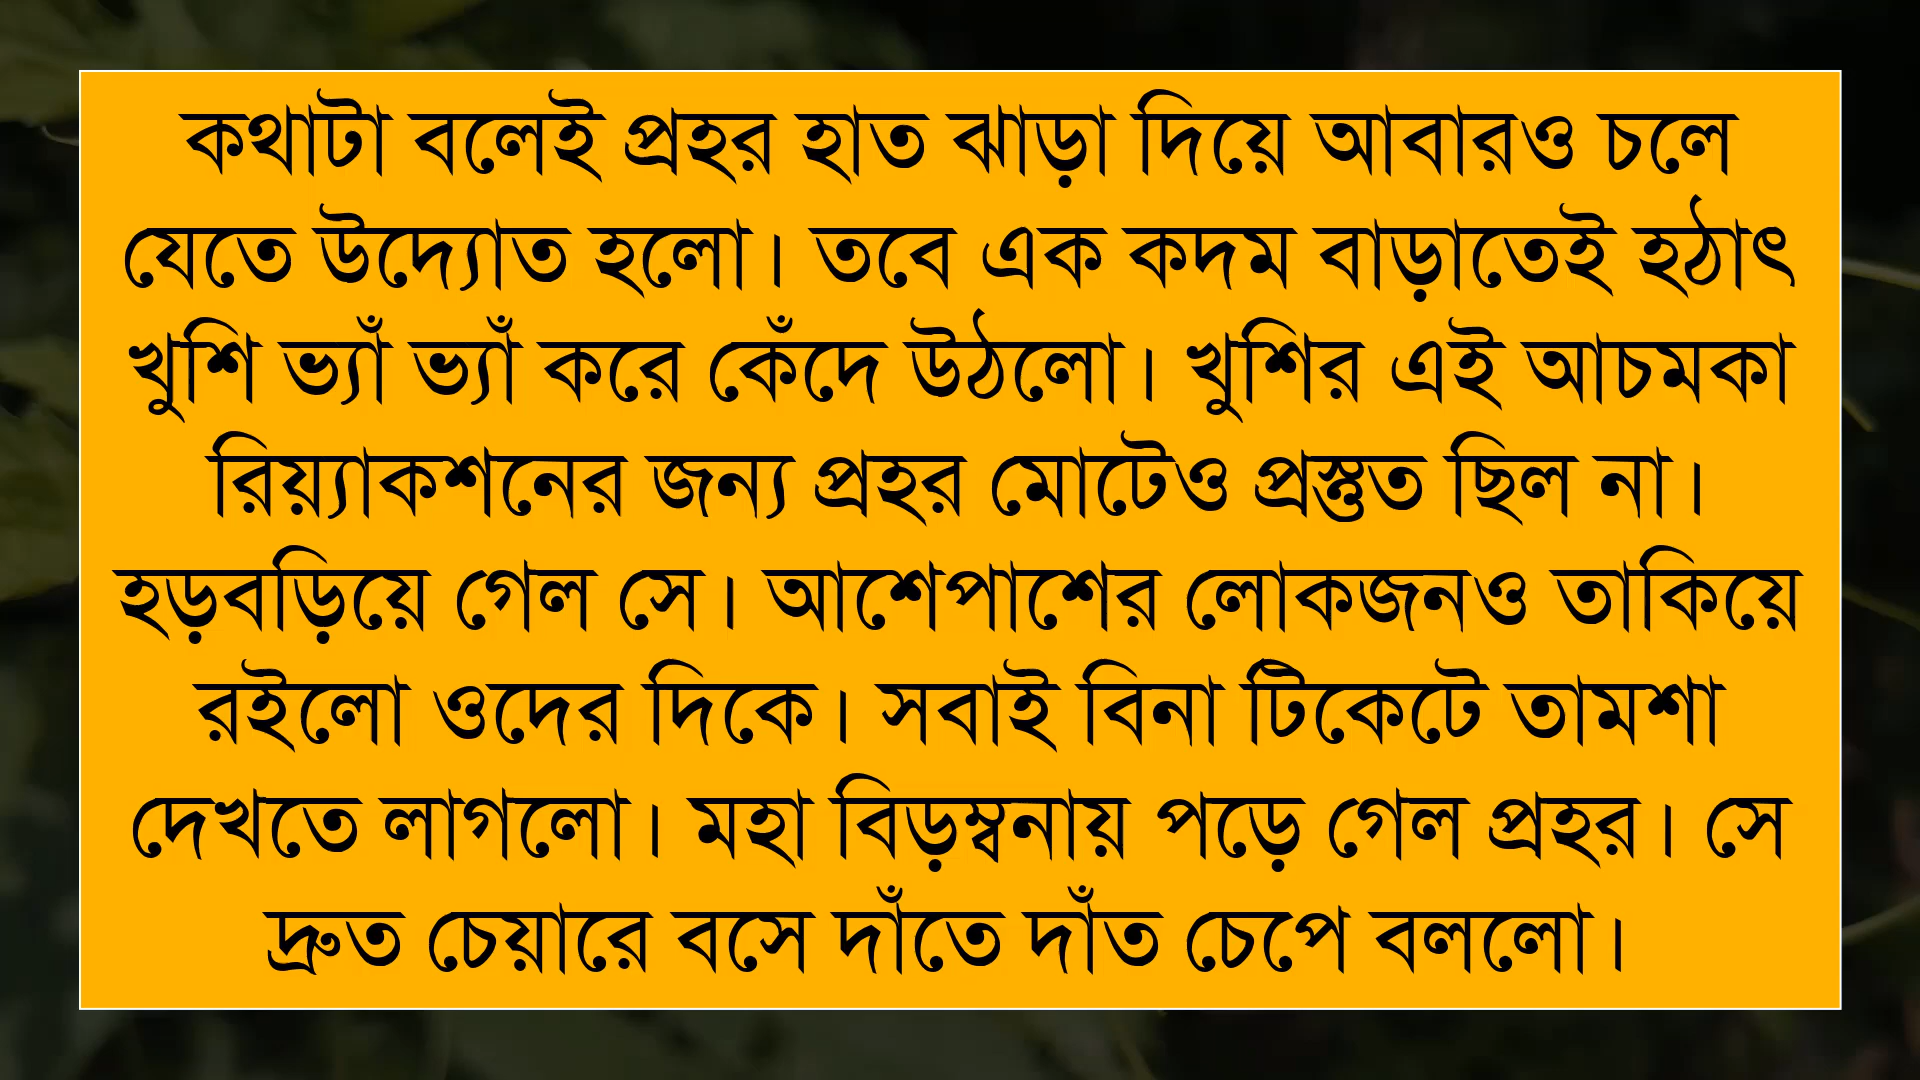 কথাটা বলেই প্রহর হাত ঝাড়া দিয়ে আবারও চলে
যেতে উদ্যোত হলো। তবে এক কদম বাড়াতেই হঠাৎ
খুশি ভ্যাঁ ভ্যাঁ করে কেঁদে উঠলো। খুশির এই আচমকা
রিয়্যাকশনের জন্য প্রহর মোটেও প্রস্তুত ছিল না।
হড়বড়িয়ে গেল সে। আশেপাশের লোকজনও তাকিয়ে
রইলো ওদের দিকে। সবাই বিনা টিকেটে তামশা
দেখতে লাগলো। মহা বিড়ম্বনায় পড়ে গেল প্রহর। সে
দ্রুত চেয়ারে বসে দাঁতে দাঁত চেপে বললো।